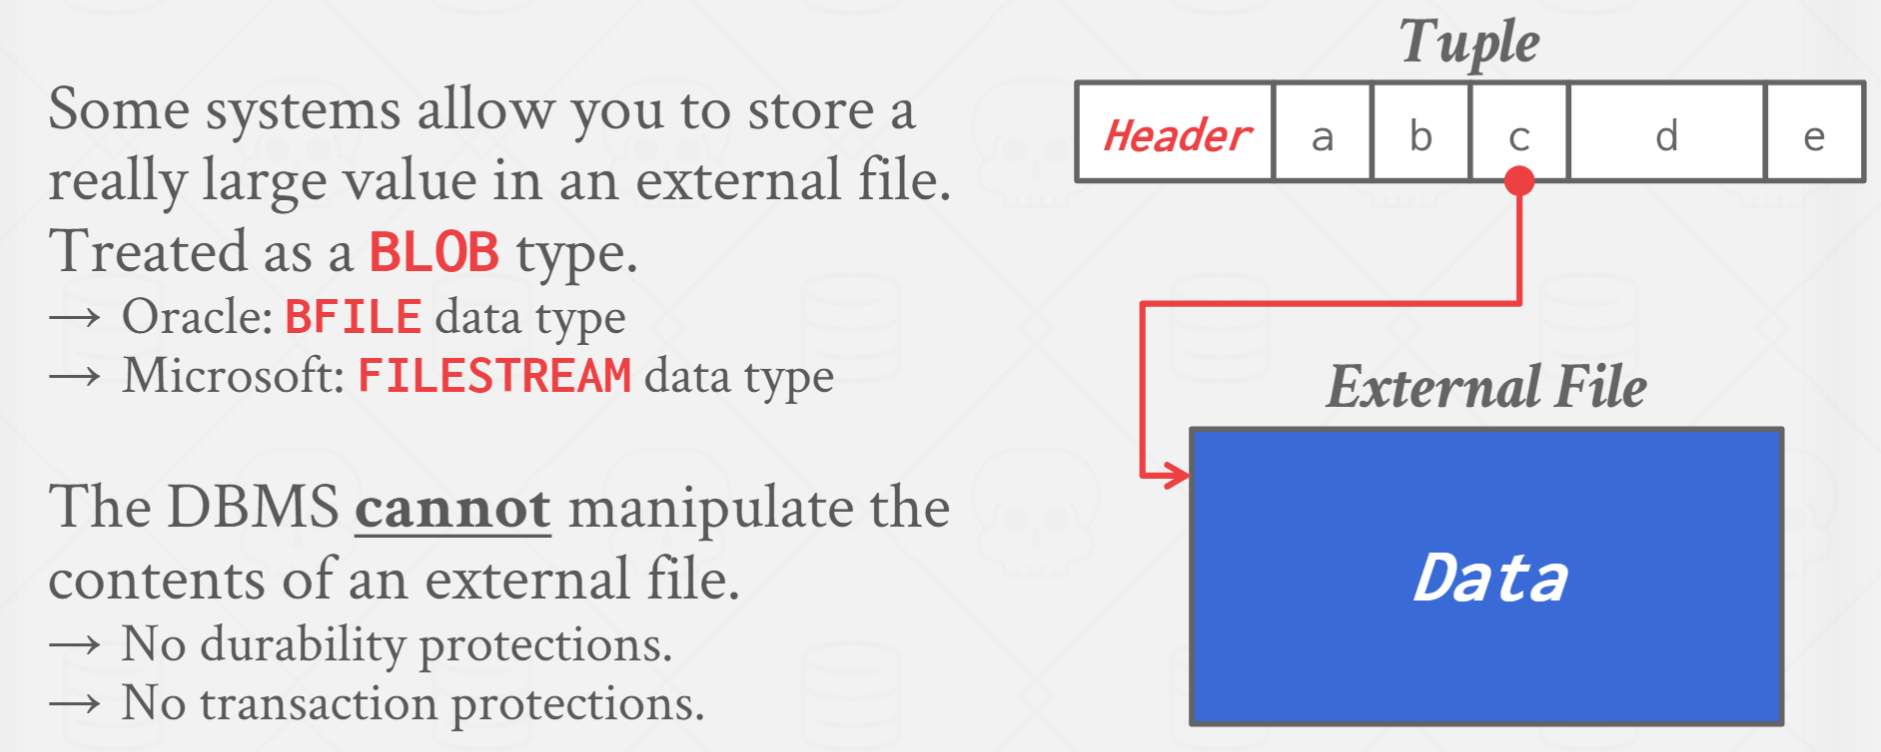 Some systems allow you to store a
really large value in an external file.
Treated as a BLOB type.
→ Oracle: BFILE data type
→ Microsoft: FILESTREAM data type
The DBMS cannot manipulate the
contents of an external file.
→ No durability protections.
→ No transaction protections.
Tuple
Header a b c d e
External File
Data